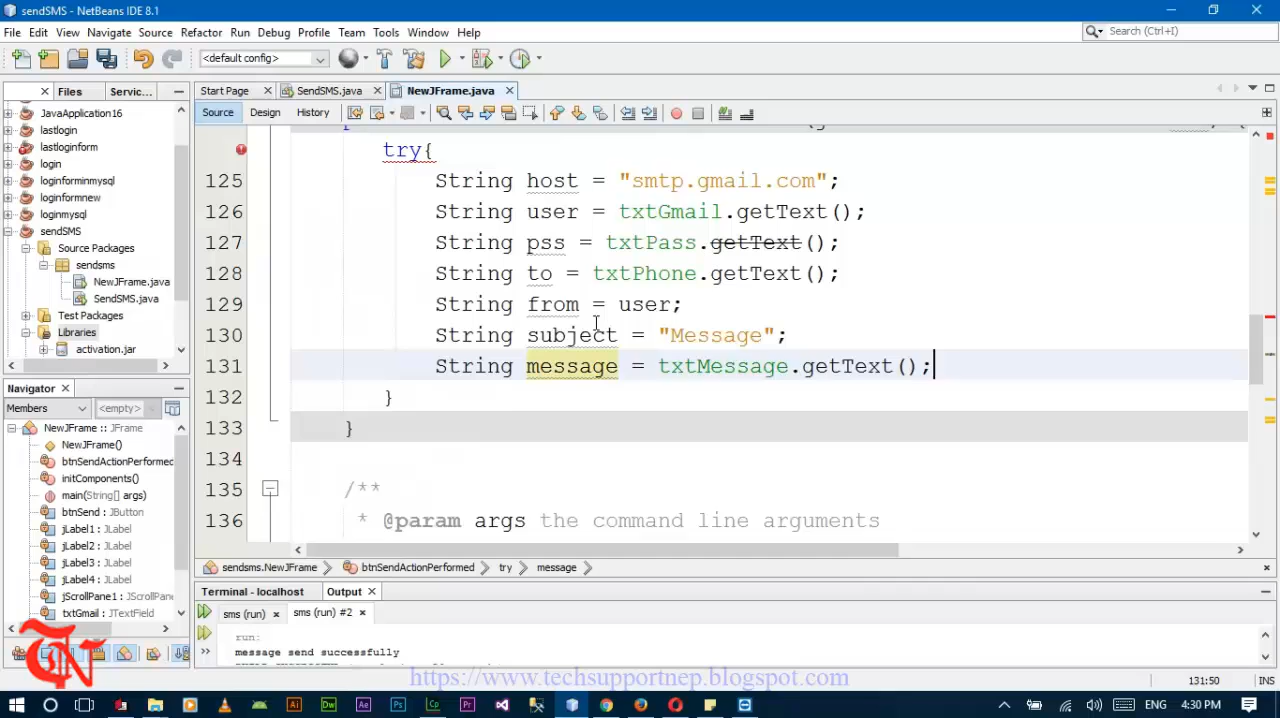 sendSMS - NetBeans IDE 8.1
File Edit View Navigate Source Refactor Run Debug Profile Team Tools Window Help
Search (Ctrl+I)
<default config>
Files Servic...
Start Page SendSMS.java NewJFrame.java
Source Design History
JavaApplication16
lastlogin
lastloginform
login
loginforminmysql
loginformnew
loginmysql
sendSMS
Source Packages
sendsms
NewJFrame.java
SendSMS.java
Test Packages
Libraries
activation.jar
try{
125 String host = "smtp.gmail.com";
126 String user = txtGmail.getText();
127 String pss = txtPass.getText();
128 String to = txtPhone.getText();
129 String from = user;
130 String subject = "Message";
131 String message = txtMessage.getText();
132 }
133 }
134
135 /**
136 * @param args the command line arguments
Navigator
Members <empty>
NewJFrame :: JFrame
NewJFrame()
btnSendActionPerformed
initComponents()
main(String[] args)
btnSend : JButton
jLabel1 : JLabel
jLabel2 : JLabel
jLabel3 : JLabel
jLabel4 : JLabel
jScrollPane1 : JScrollPane
txtGmail : JTextField
sendsms.NewJFrame btnSendActionPerformed try message
Terminal - localhost Output
sms (run) sms (run) #2
run:
message send successfully
TN
https://www.techsupportnep.blogspot.com
131:50 INS
ENG 4:30 PM